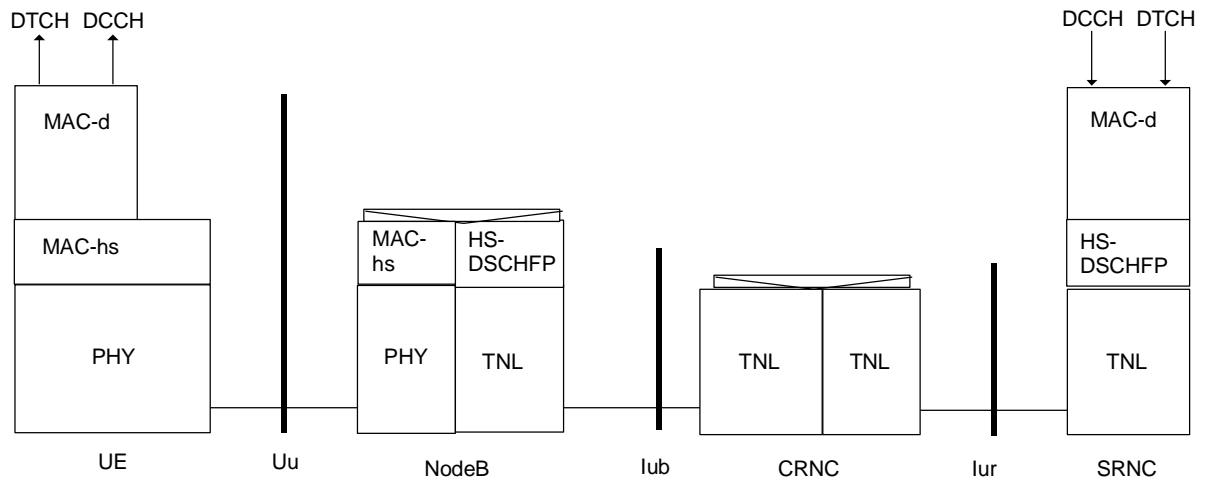 DTCH DCCH
DCCH DTCH
MAC-d
MAC-d
MAC-hs
MAC-
hs
HS-
DSCHFP
HS-
DSCHFP
PHY
PHY
TNL
TNL
TNL
TNL
UE
Uu
NodeB
Iub
CRNC
Iur
SRNC